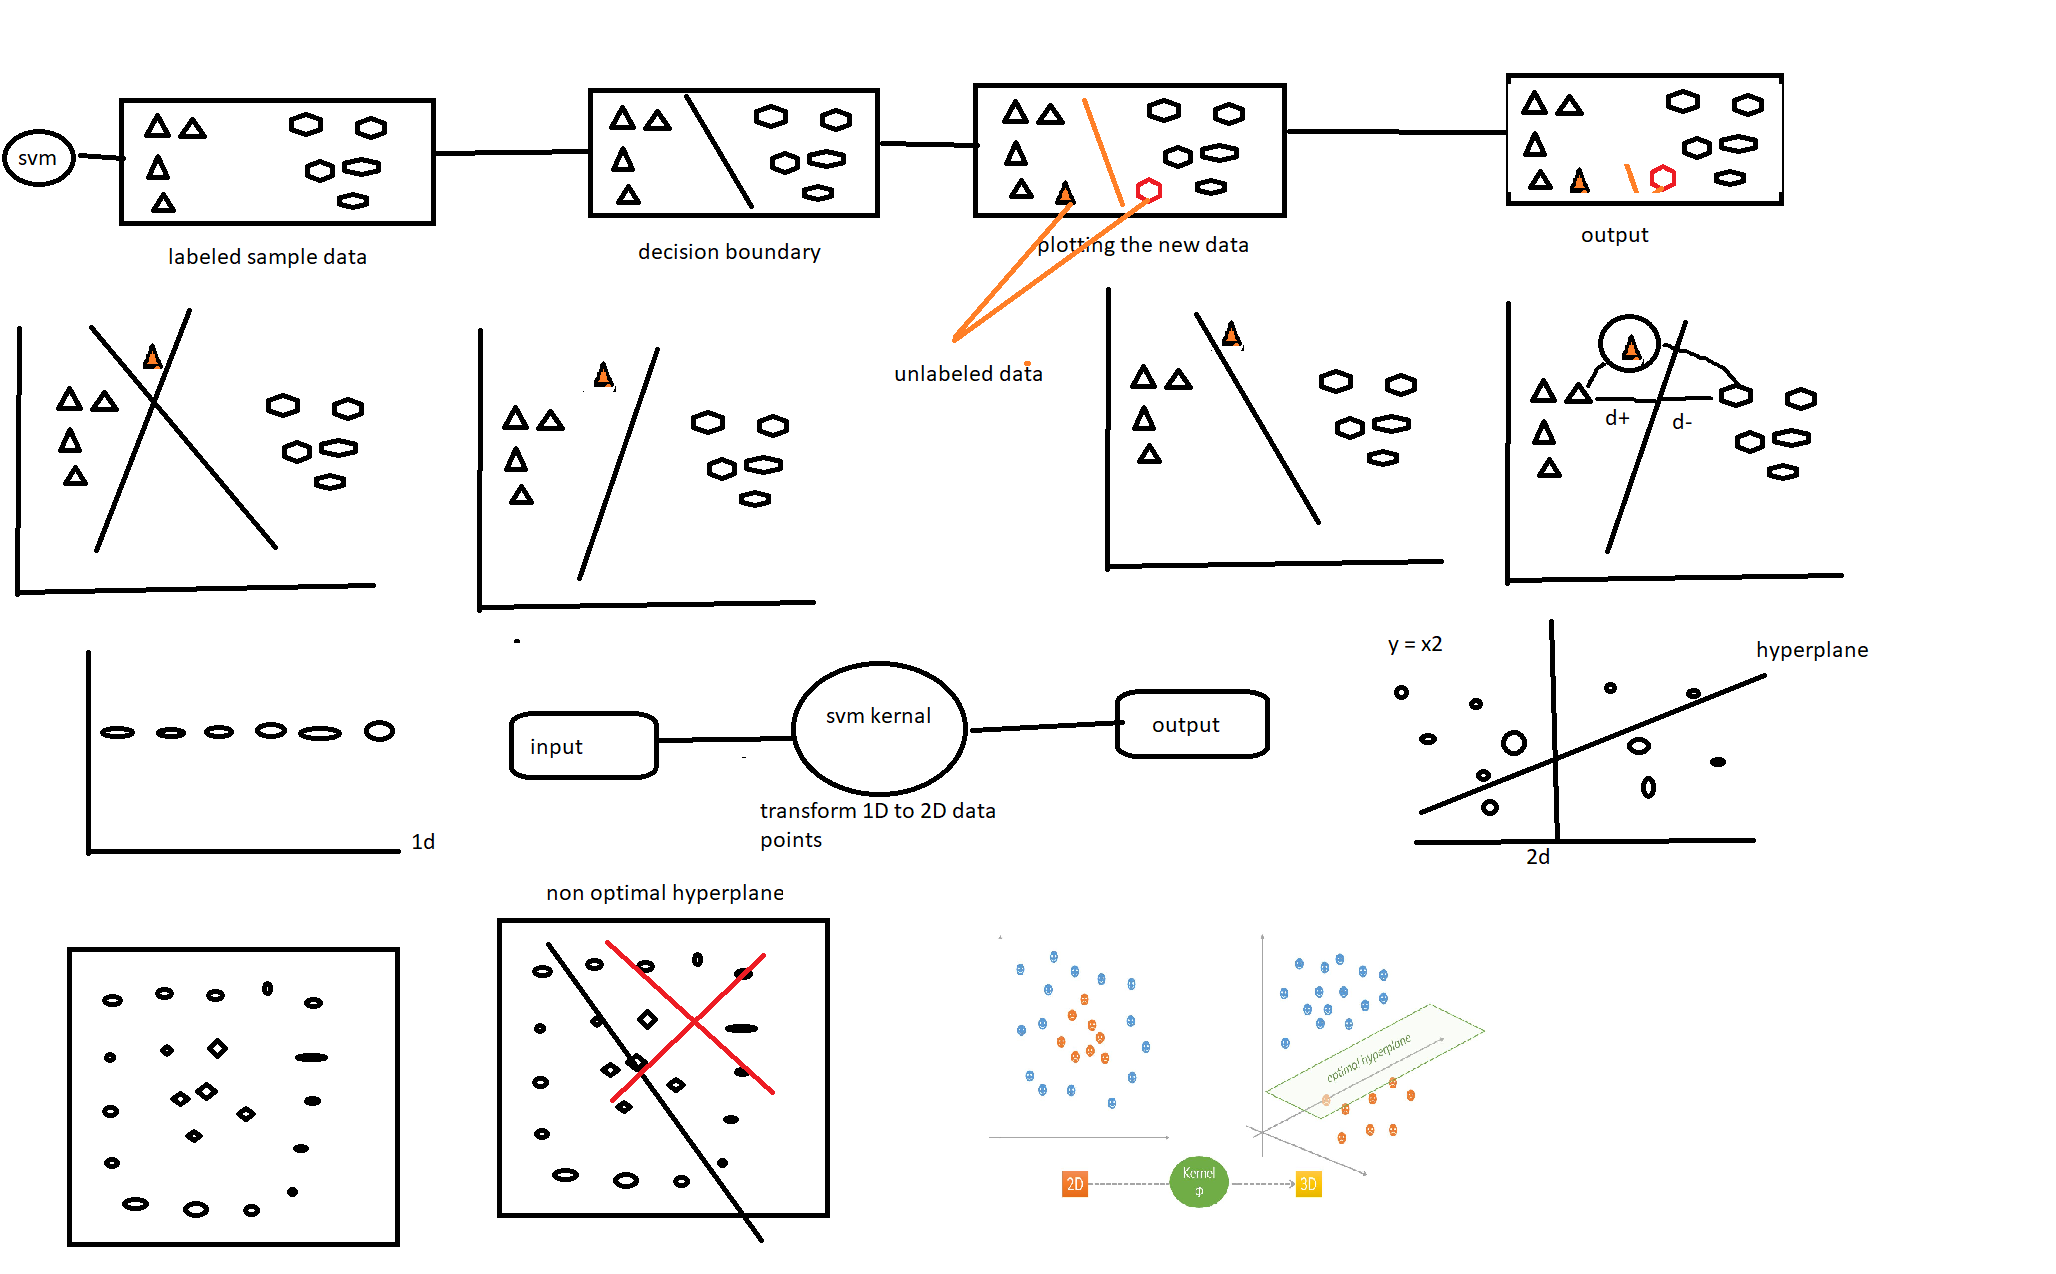 svm
labeled sample data
decision boundary
plotting the new data
output
unlabeled data
d+
d-
1d
input
svm kernal
transform 1D to 2D data
points
output
y = x2
hyperplane
2d
non optimal hyperplane
optimal hyperplane
2D
Kernel
Φ
3D